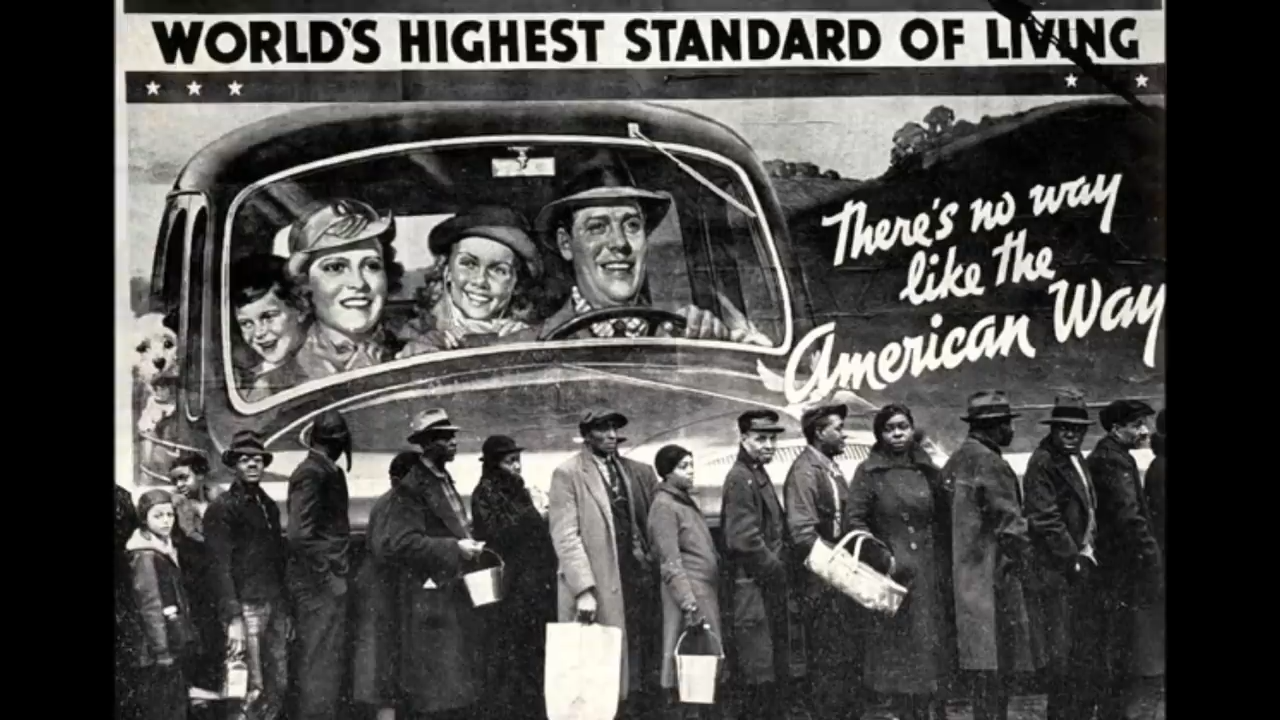 WORLD'S HIGHEST STANDARD OF LIVING
There's no way
like the
American Way